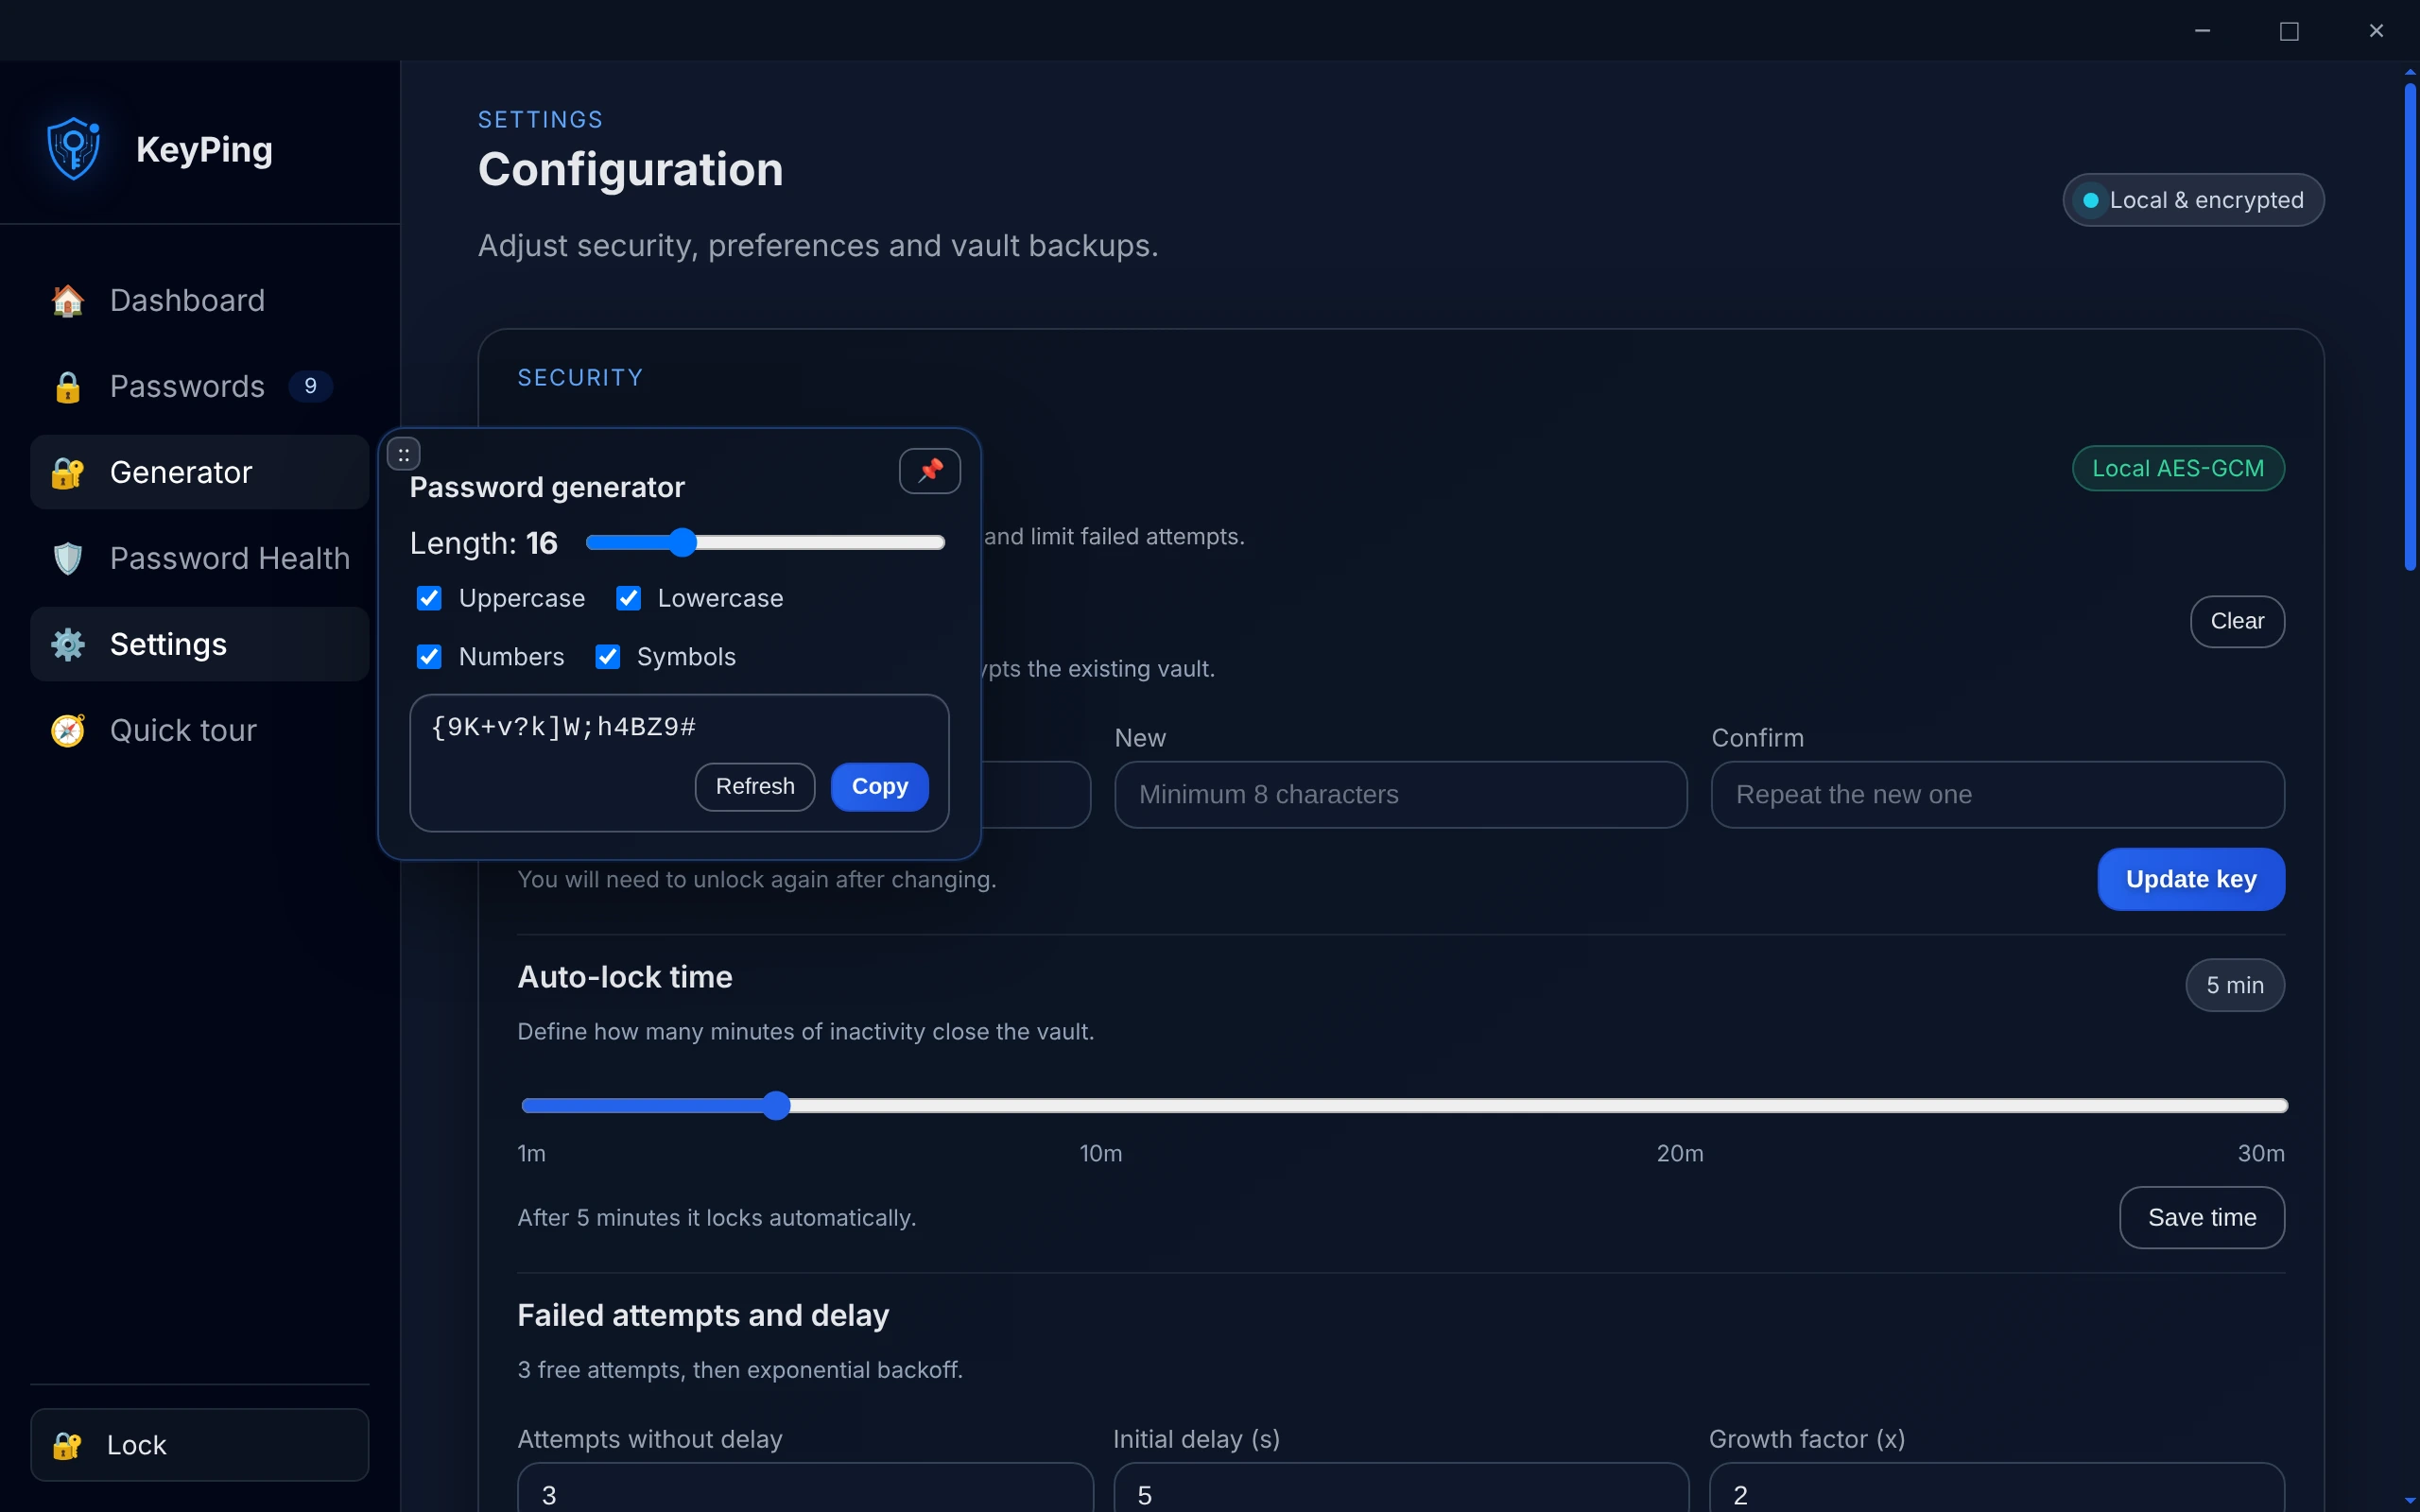 KeyPing
Dashboard
Passwords 9
Generator
Password Health
Settings
Quick tour
Lock
SETTINGS
Configuration
Adjust security, preferences and vault backups.
Local & encrypted
SECURITY
Local AES-GCM
and limit failed attempts.
Clear
the existing vault.
Password generator
Length: 16
Uppercase Lowercase
Numbers Symbols
{9K+v?k]W;h4BZ9#
Refresh Copy
New Confirm
Minimum 8 characters Repeat the new one
You will need to unlock again after changing.
Update key
Auto-lock time
5 min
Define how many minutes of inactivity close the vault.
1m 10m 20m 30m
After 5 minutes it locks automatically.
Save time
Failed attempts and delay
3 free attempts, then exponential backoff.
Attempts without delay Initial delay (s) Growth factor (x)
3 5 2